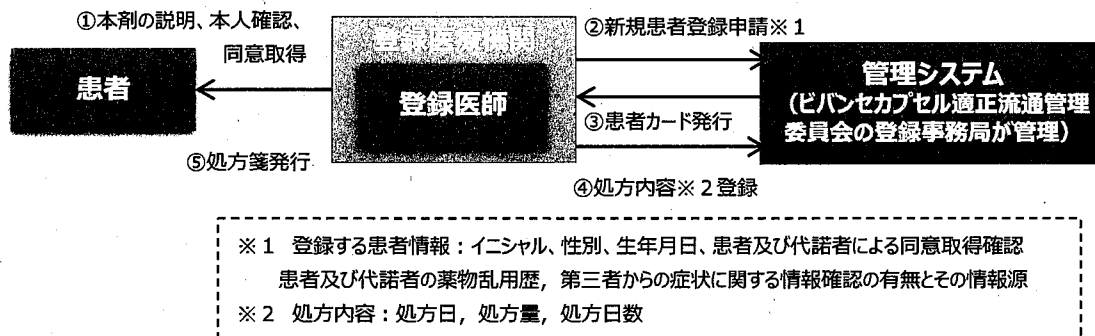 ①本剤の説明、本人確認、
同意取得
患者
⑤処方箋発行
登録医療機関
登録医師
②新規患者登録申請※１
③患者カード発行
④処方内容※２登録
管理システム
（ビバンセカプセル適正流通管理
委員会の登録事務局が管理）
※１　登録する患者情報：イニシャル、性別、生年月日、患者及び代諾者による同意取得確認
患者及び代諾者の薬物乱用歴，第三者からの症状に関する情報確認の有無とその情報源
※２　処方内容：処方日，処方量，処方日数